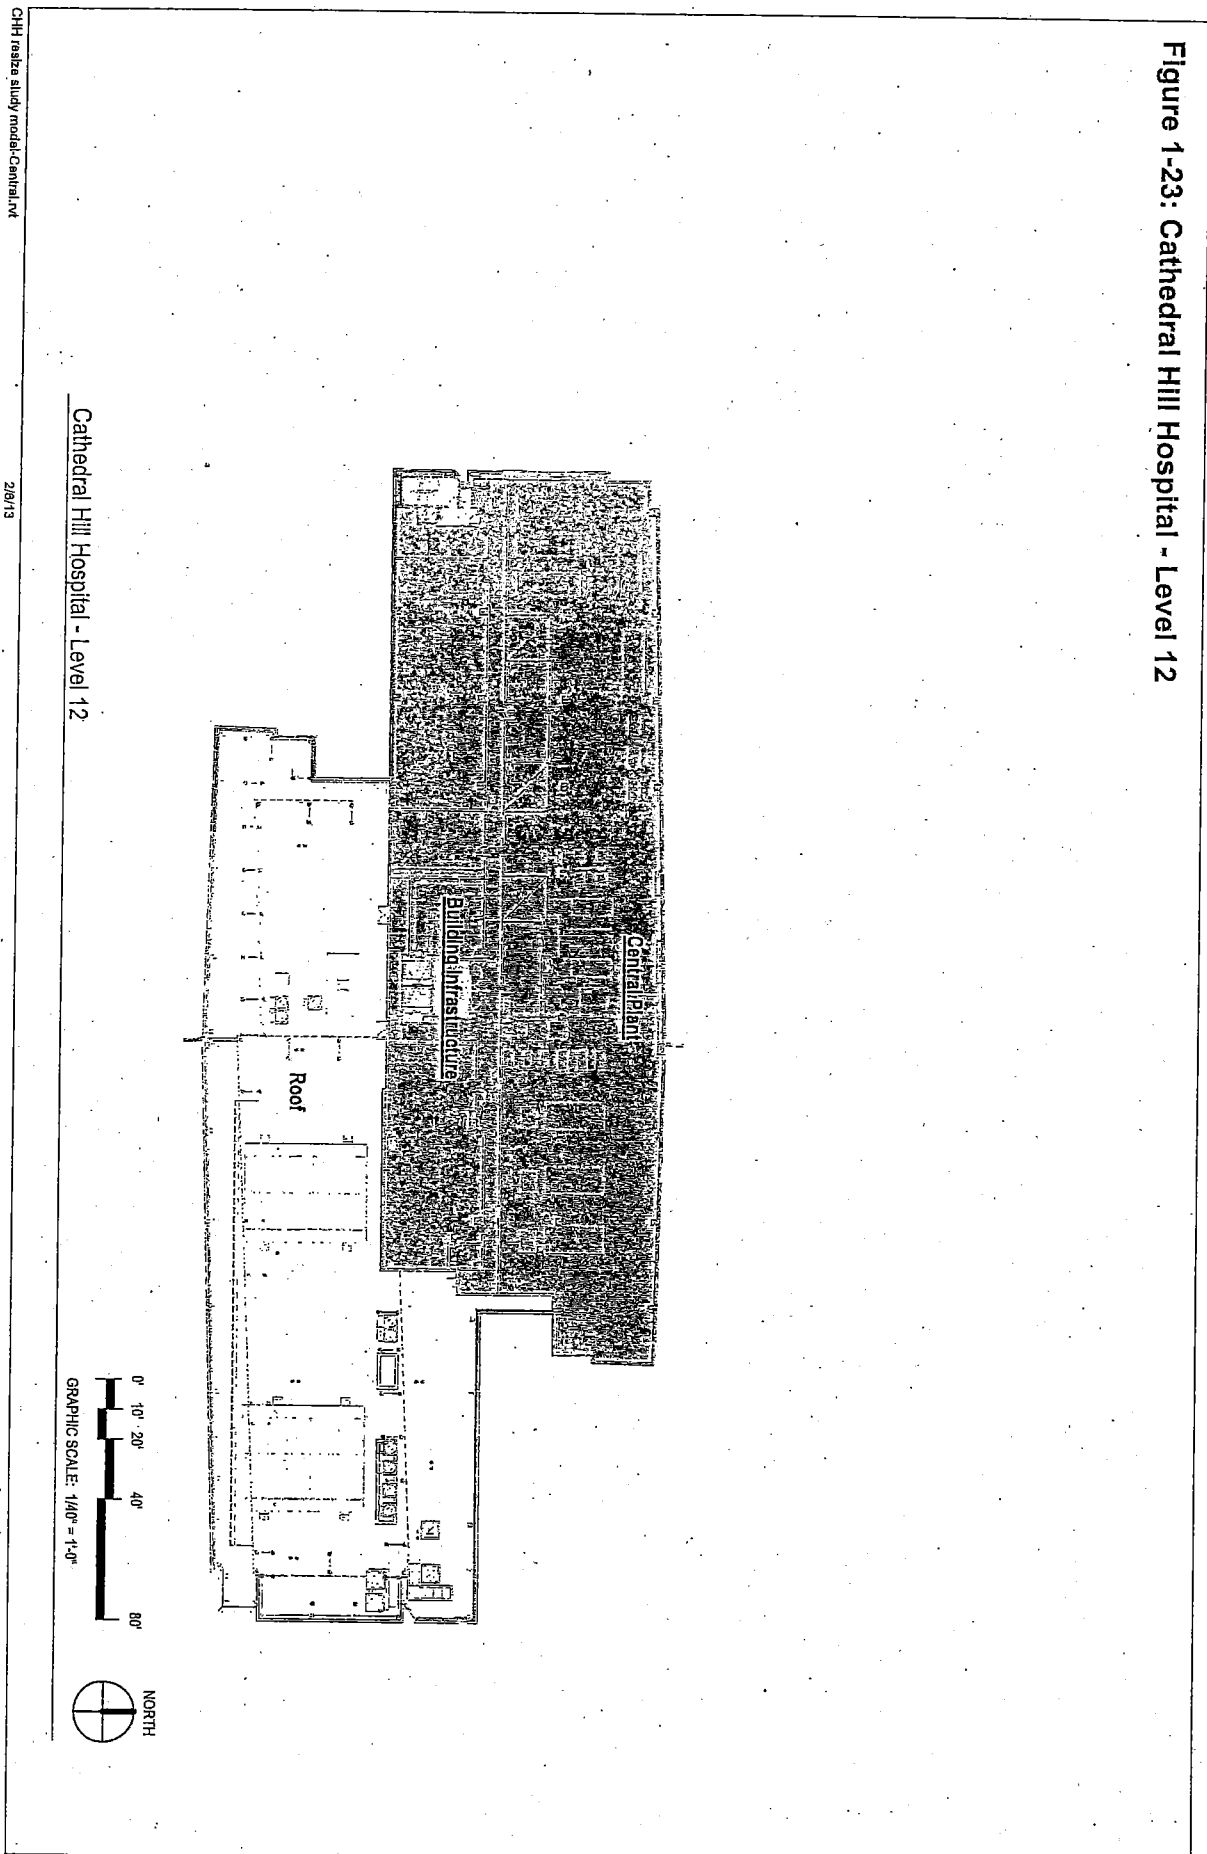 Figure 1-23: Cathedral Hill Hospital - Level 12
Central Plant
Building Infrastructure
Roof
Cathedral Hill Hospital - Level 12
0' 10' 20' 40' 80'
GRAPHIC SCALE: 1/40" = 1'-0"
NORTH
CHH resize study model-Central.rvt
2/8/13